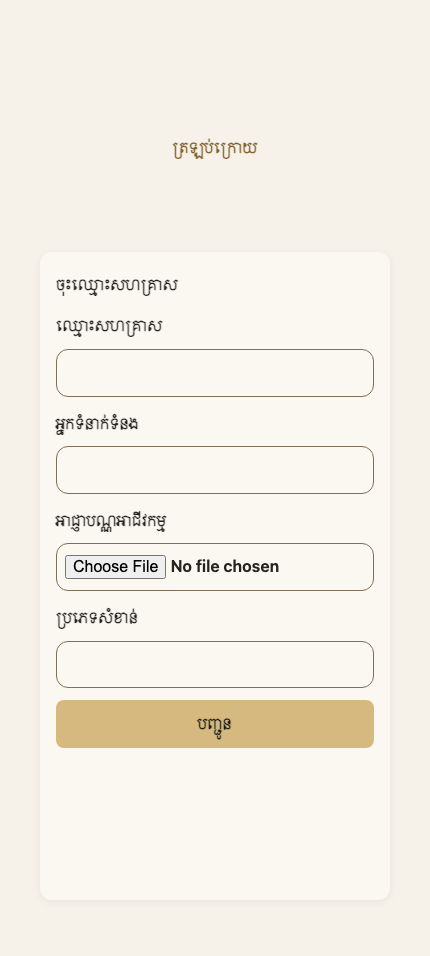 ត្រឡប់ក្រោយ
ចុះឈ្មោះសហគ្រាស
ឈ្មោះសហគ្រាស
អ្នកទំនាក់ទំនង
អាជ្ញាបណ្ណអាជីវកម្ម
Choose File No file chosen
ប្រភេទសំខាន់
បញ្ជូន